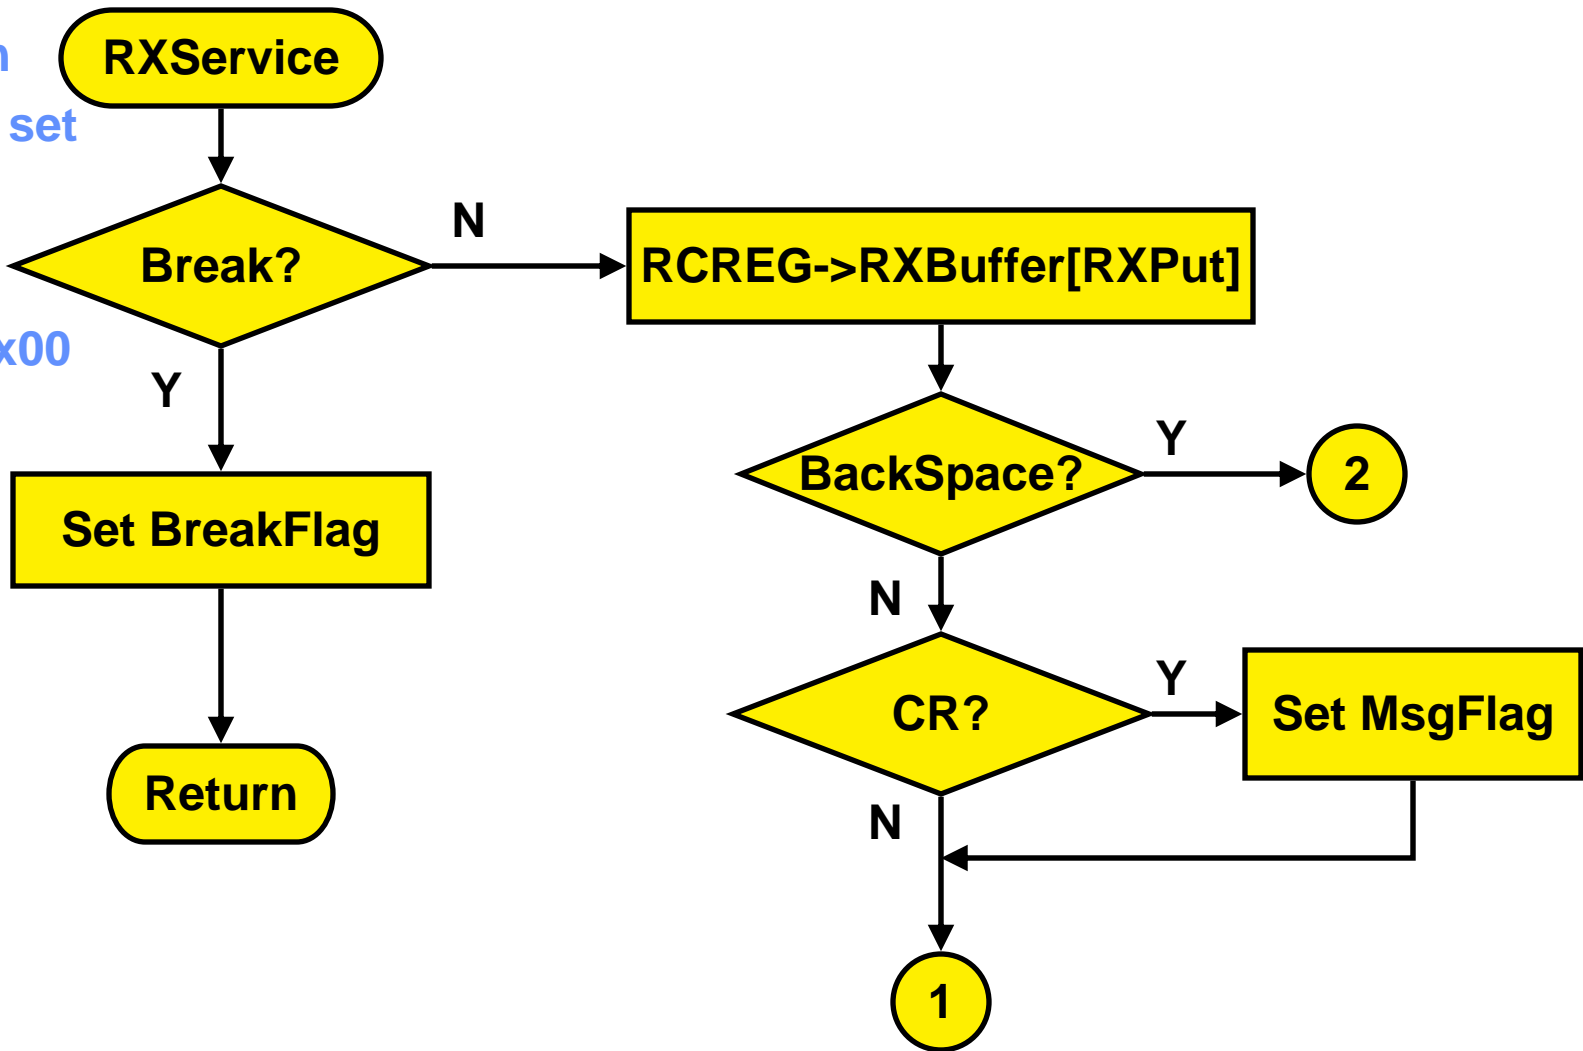 RXService
set
Break?
N
RCREG->RXBuffer[RXPut]
x00
Y
BackSpace?
Y
2
Set BreakFlag
N
CR?
Y
Set MsgFlag
Return
N
1